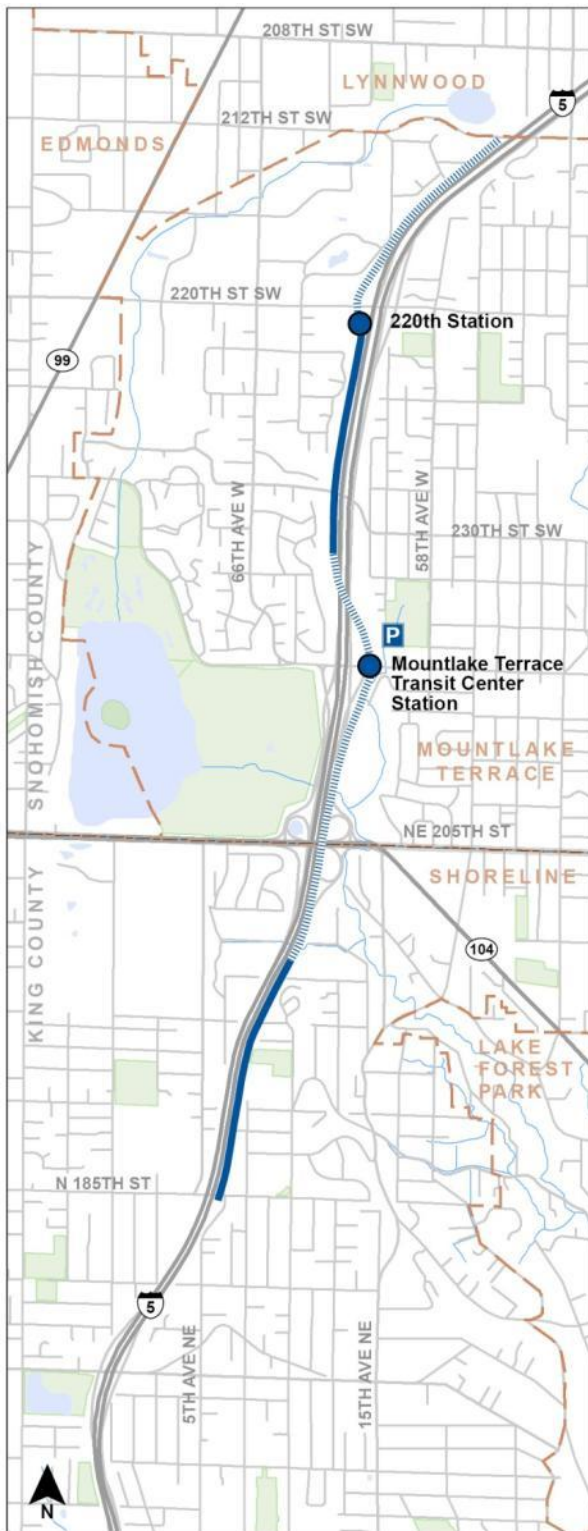 208TH ST SW
LYNNWOOD
5
212TH ST SW
EDMONDS
220TH ST SW
220th Station
99
66TH AVE W
58TH AVE W
230TH ST SW
P
Mountlake Terrace
Transit Center
Station
SNOHOMISH COUNTY
MOUNTLAKE
TERRACE
NE 205TH ST
SHORELINE
104
KING COUNTY
LAKE
FOREST
PARK
N 185TH ST
5
5TH AVE NE
15TH AVE NE
N